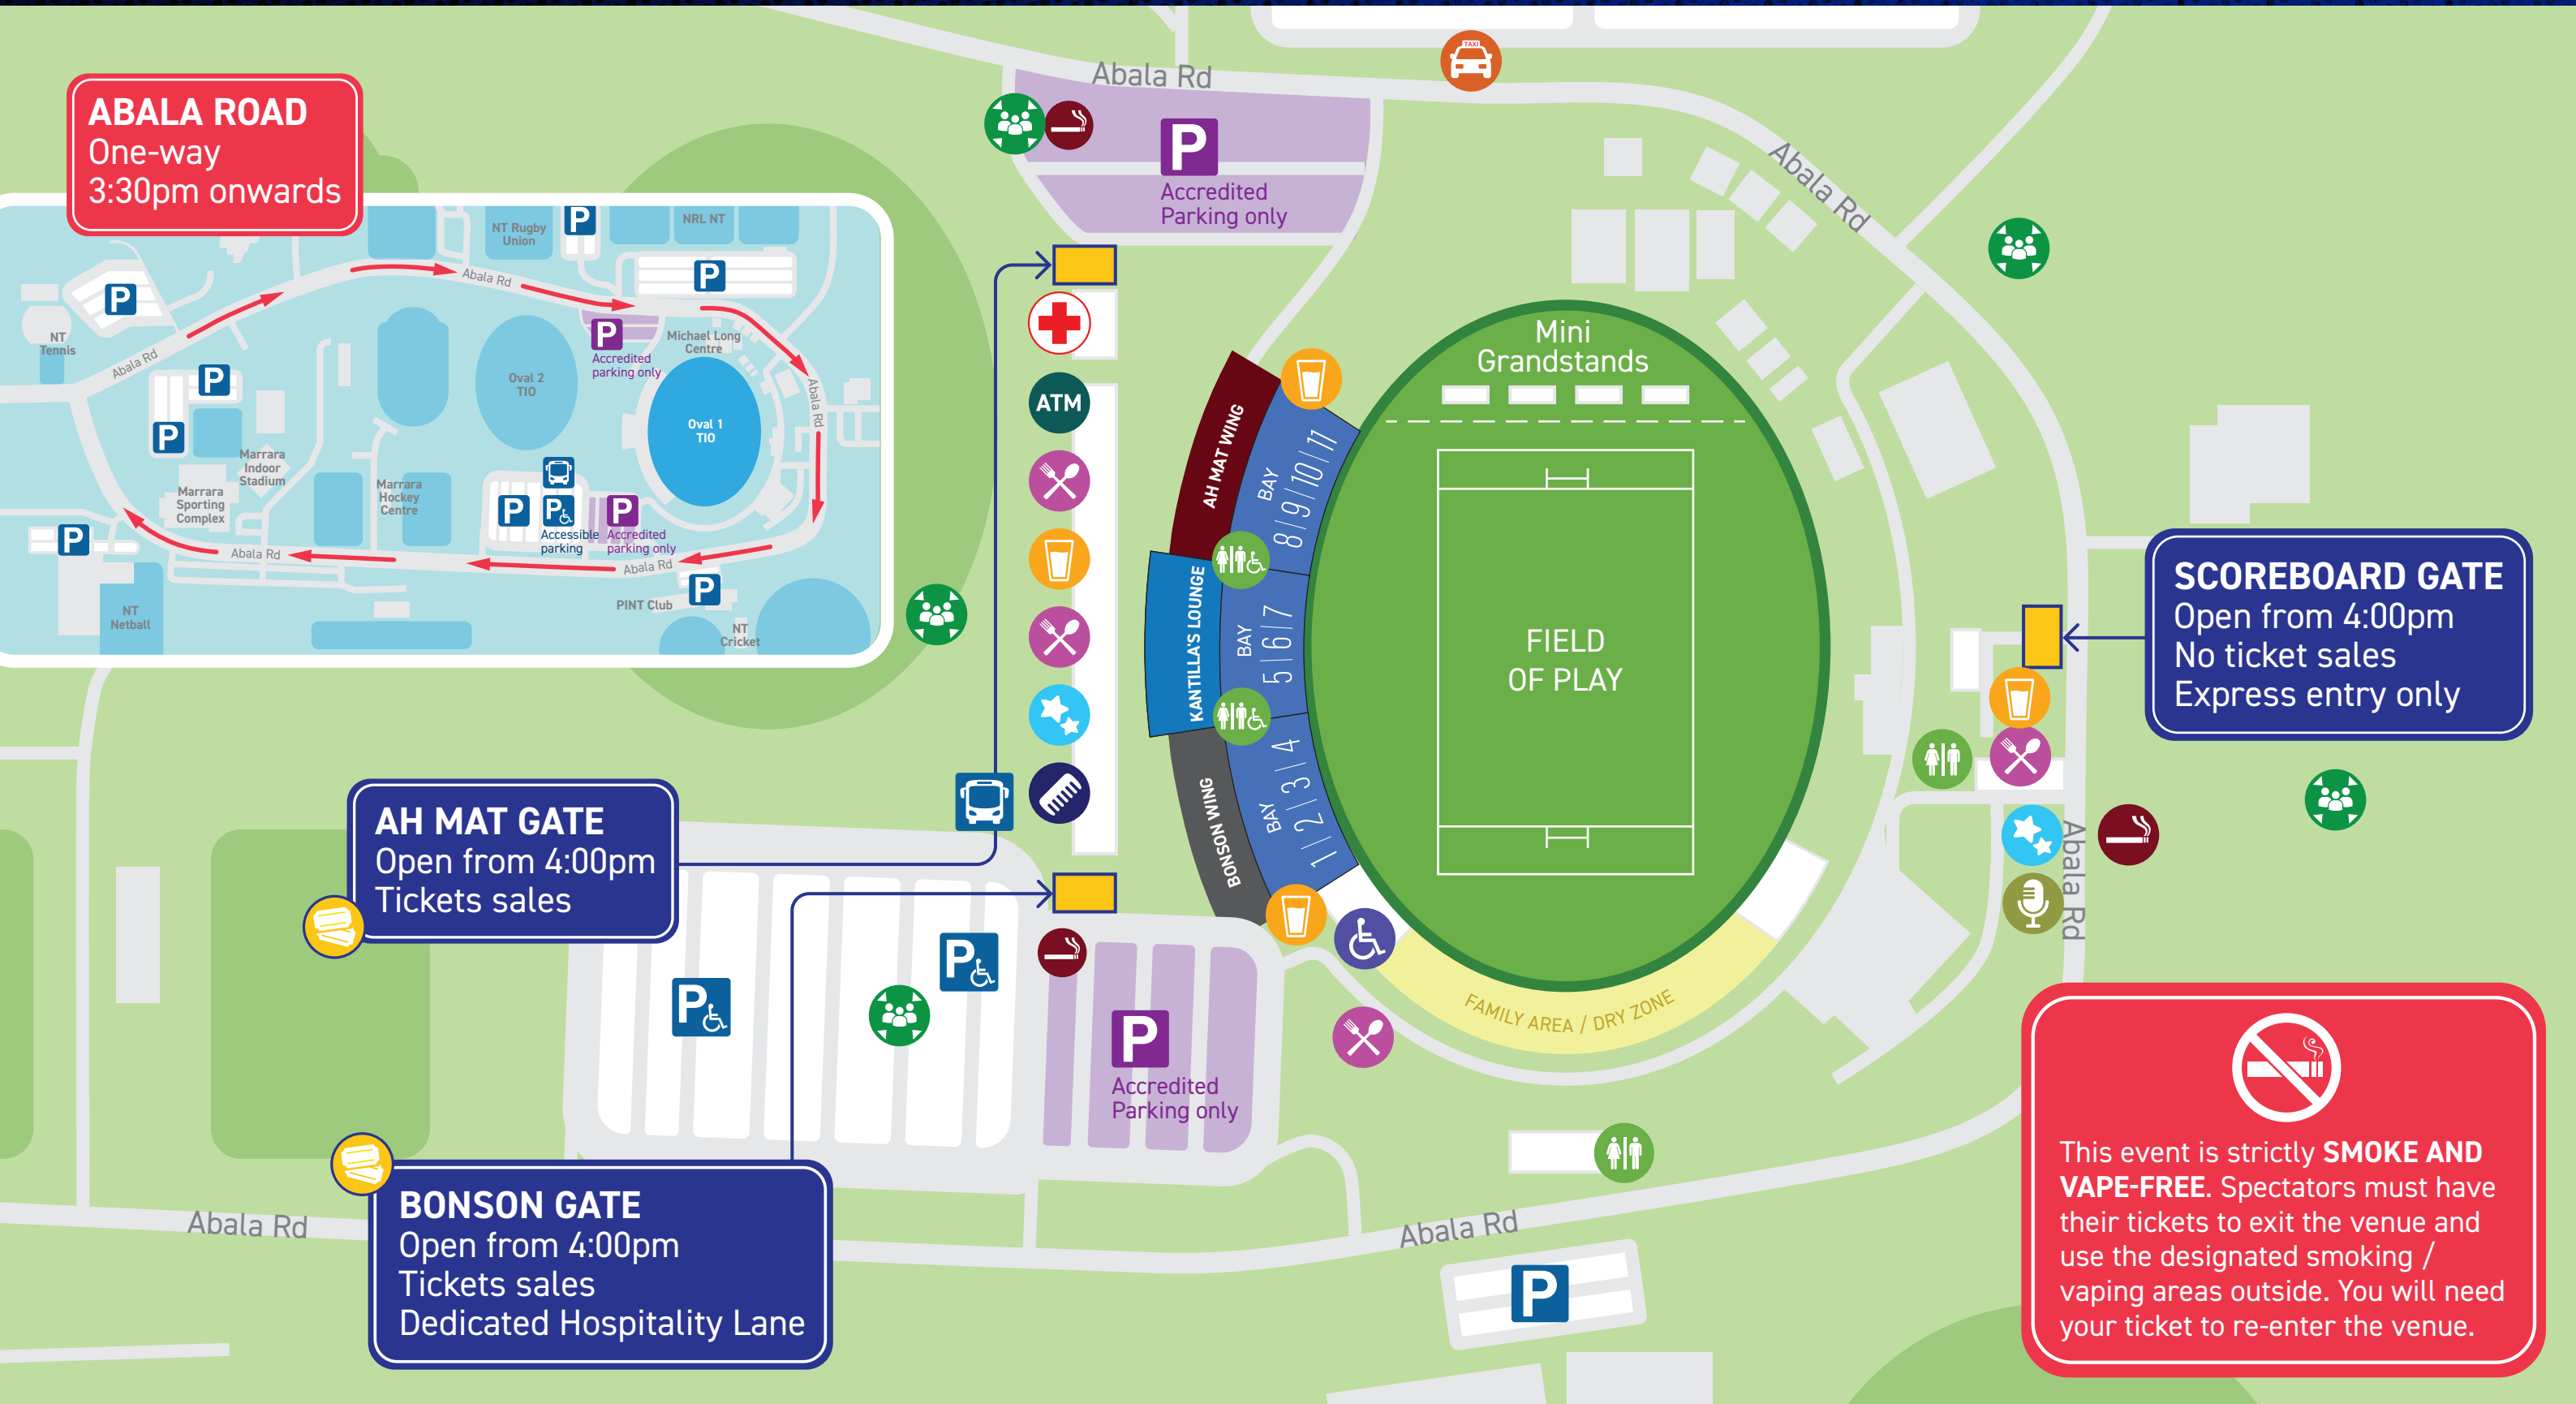 ABALA ROAD
One-way
3:30pm onwards
Abala Rd
TAXI
P
Accredited
Parking only
Abala Rd
NT Rugby
Union
P
NRL NT
P
Abala Rd
P
NT
Tennis
Abala Rd
P
Accredited
parking only
Michael Long
Centre
Oval 2
TIO
Oval 1
TIO
Abala Rd
P
P
Marrara
Indoor
Stadium
Marrara
Sporting
Complex
Marrara
Hockey
Centre
P
P
Accessible
parking
P
Accredited
parking only
P
Abala Rd
Abala Rd
P
PINT Club
NT
Netball
NT
Cricket
ATM
AH MAT WING
BAY
8|9|10|11
KANTILLA'S LOUNGE
BAY
5|6|7
BONSON WING
BAY
1|2|3|4
Mini
Grandstands
FIELD
OF PLAY
FAMILY AREA / DRY ZONE
SCOREBOARD GATE
Open from 4:00pm
No ticket sales
Express entry only
Abala Rd
AH MAT GATE
Open from 4:00pm
Tickets sales
P
P
P
Accredited
Parking only
BONSON GATE
Open from 4:00pm
Tickets sales
Dedicated Hospitality Lane
Abala Rd
Abala Rd
P
This event is strictly SMOKE AND
VAPE-FREE. Spectators must have
their tickets to exit the venue and
use the designated smoking /
vaping areas outside. You will need
your ticket to re-enter the venue.